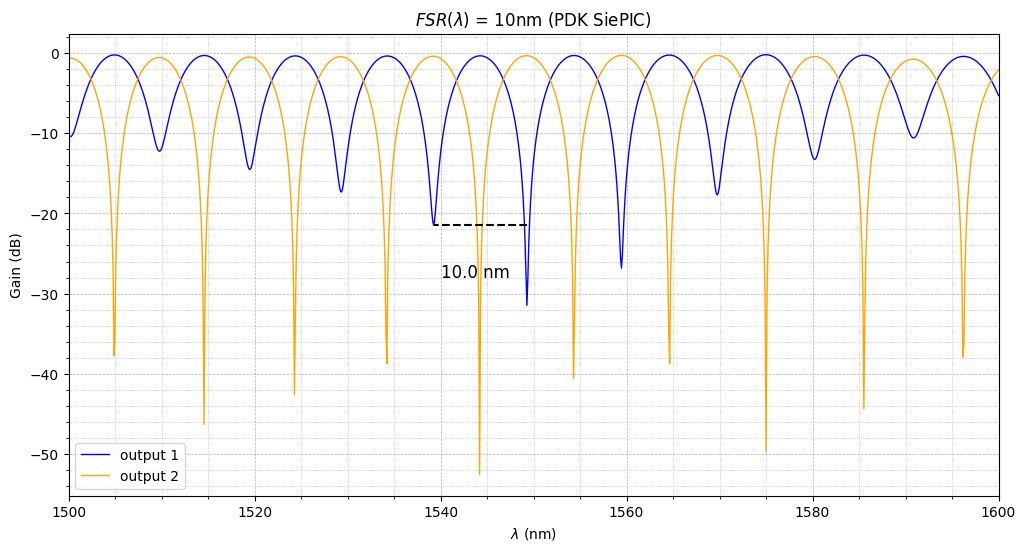 FSR(λ) = 10nm (PDK SiePIC)
0
−10
−20
−30
−40
−50
Gain (dB)
10.0 nm
output 1
output 2
1500 1520 1540 1560 1580 1600
λ (nm)